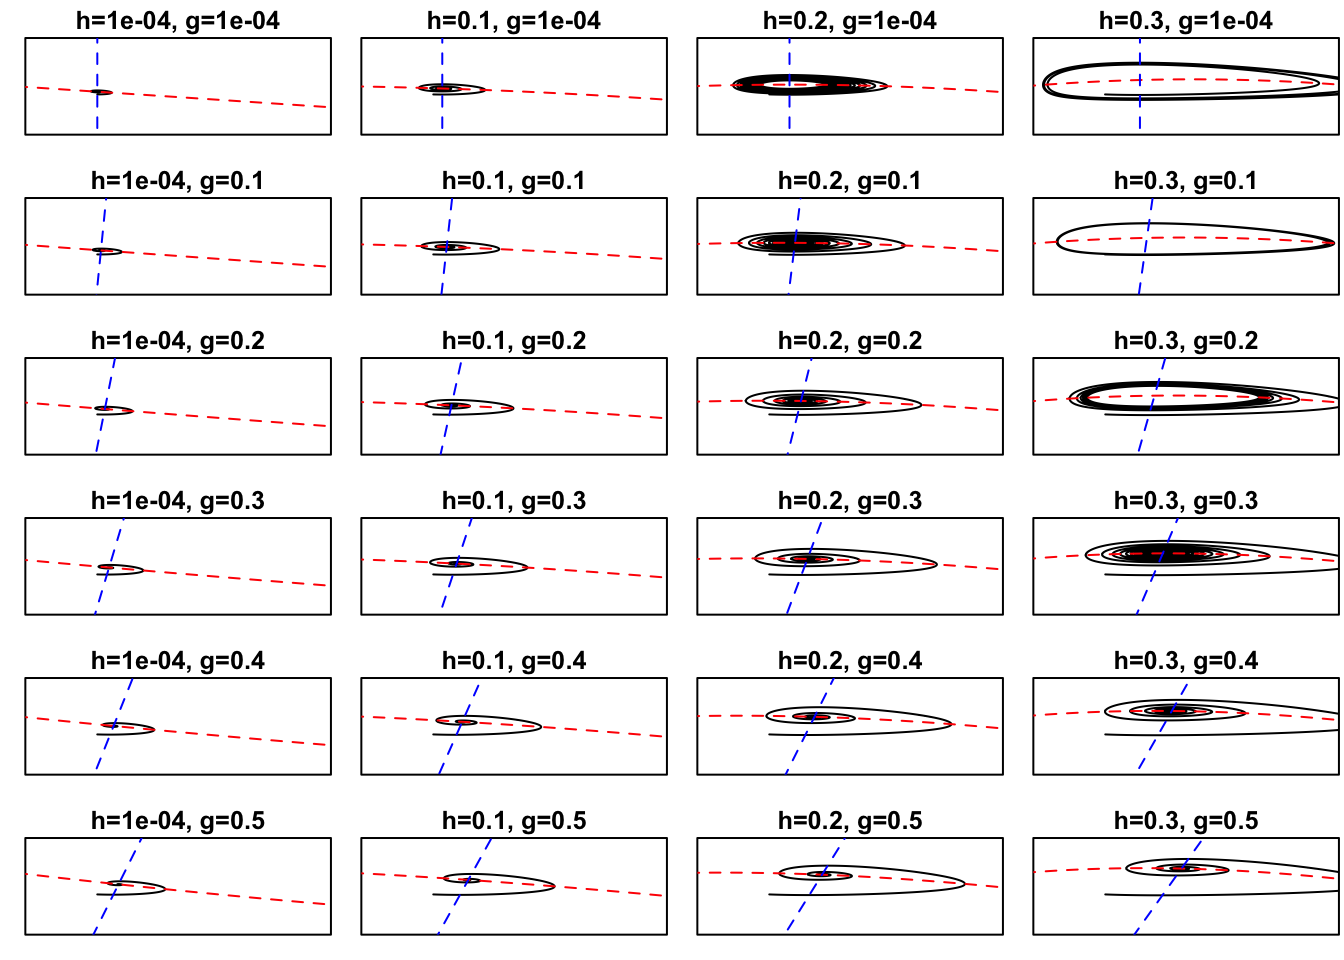 h=1e-04, g=1e-04
h=0.1, g=1e-04
h=0.2, g=1e-04
h=0.3, g=1e-04
h=1e-04, g=0.1
h=0.1, g=0.1
h=0.2, g=0.1
h=0.3, g=0.1
h=1e-04, g=0.2
h=0.1, g=0.2
h=0.2, g=0.2
h=0.3, g=0.2
h=1e-04, g=0.3
h=0.1, g=0.3
h=0.2, g=0.3
h=0.3, g=0.3
h=1e-04, g=0.4
h=0.1, g=0.4
h=0.2, g=0.4
h=0.3, g=0.4
h=1e-04, g=0.5
h=0.1, g=0.5
h=0.2, g=0.5
h=0.3, g=0.5